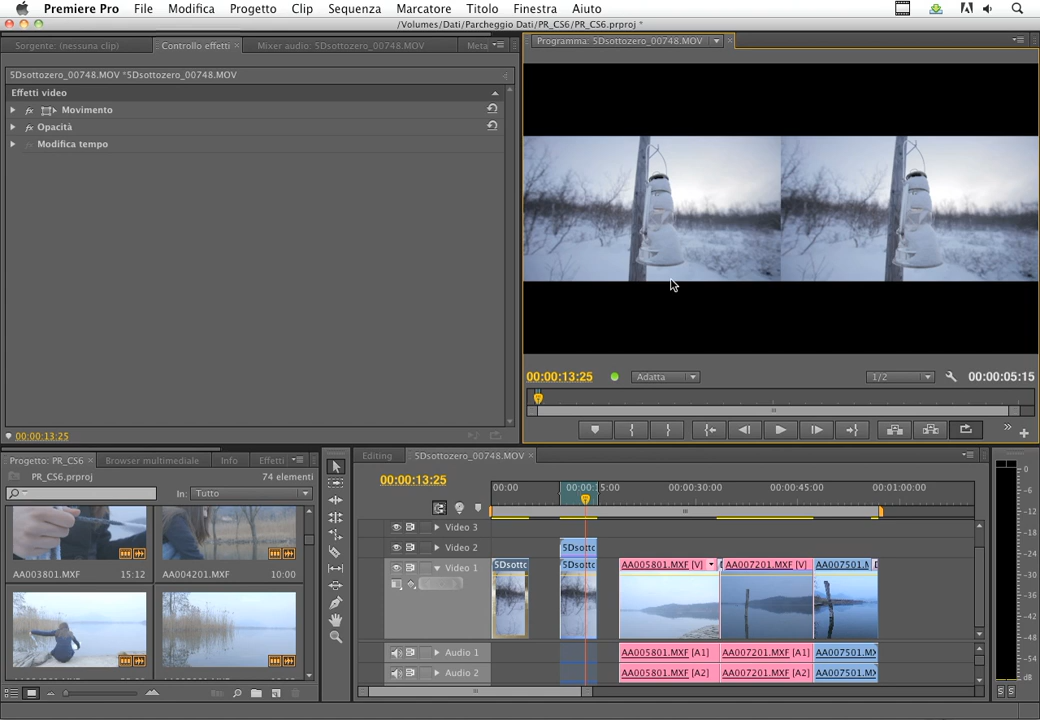 Premiere Pro File Modifica Progetto Clip Sequenza Marcatore Titolo Finestra Aiuto
/Volumes/Dati/Parcheggio Dati/PR_CS6/PR_CS6.prproj *
Sorgente: (nessuna clip) Controllo effetti × Mixer audio: 5Dsottozero_00748.MOV Meta
Programma: 5Dsottozero_00748.MOV ×
5Dsottozero_00748.MOV *5Dsottozero_00748.MOV
Effetti video
fx Movimento
fx Opacità
Modifica tempo
00:00:13:25 Adatta 1/2 00:00:05:15
00:00:13:25
Progetto: PR_CS6 × Browser multimediale Info Effetti
PR_CS6.prproj 74 elementi
In: Tutto
AA003801.MXF 15:12 AA004201.MXF 10:00
Editing 5Dsottozero_00748.MOV ×
00:00:13:25
00:00 00:00:15:00 00:00:30:00 00:00:45:00 00:01:00:00
Video 3
Video 2 5Dsottc
Video 1 5Dsottc 5Dsottc AA005801.MXF [V] AA007201.MXF [V] AA007501.M
Audio 1 AA005801.MXF [A1] AA007201.MXF [A1] AA007501.MX
Audio 2 AA005801.MXF [A2] AA007201.MXF [A2] AA007501.MX
0
-6
-12
-18
-24
-30
-36
-42
-48
dB
S S